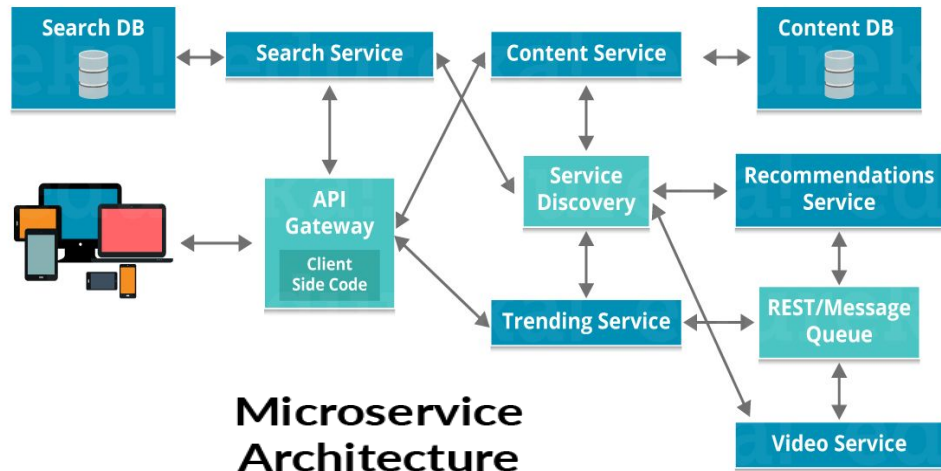 Search DB
Search Service
Content Service
Content DB
API
Gateway
Client
Side Code
Service
Discovery
Recommendations
Service
Trending Service
REST/Message
Queue
Video Service
Microservice
Architecture